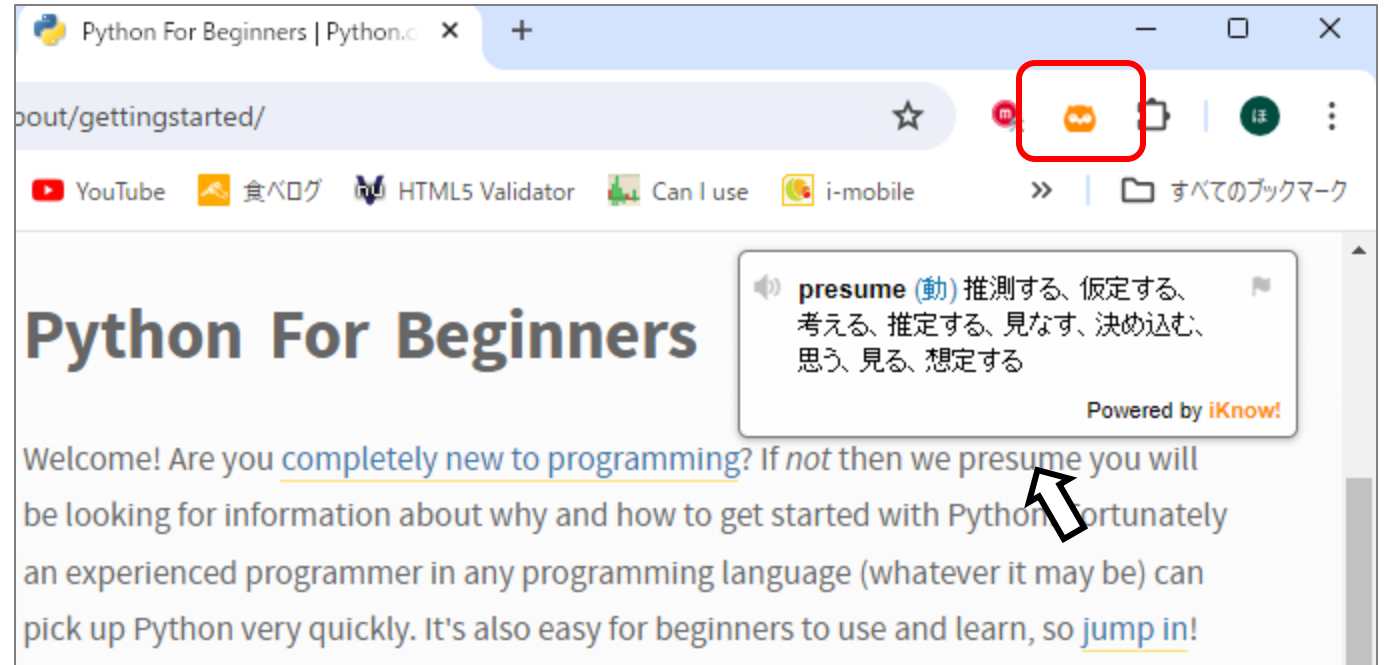 Python For Beginners | Python.c
bout/gettingstarted/
ほ
YouTube 食べログ HTML5 Validator Can I use i-mobile » すべてのブックマーク
Python For Beginners
presume (動) 推測する、仮定する、
考える、推定する、見なす、決め込む、
思う、見る、想定する
Powered by iKnow!
Welcome! Are you completely new to programming? If not then we presume you will
be looking for information about why and how to get started with Python Fortunately
an experienced programmer in any programming language (whatever it may be) can
pick up Python very quickly. It's also easy for beginners to use and learn, so jump in!